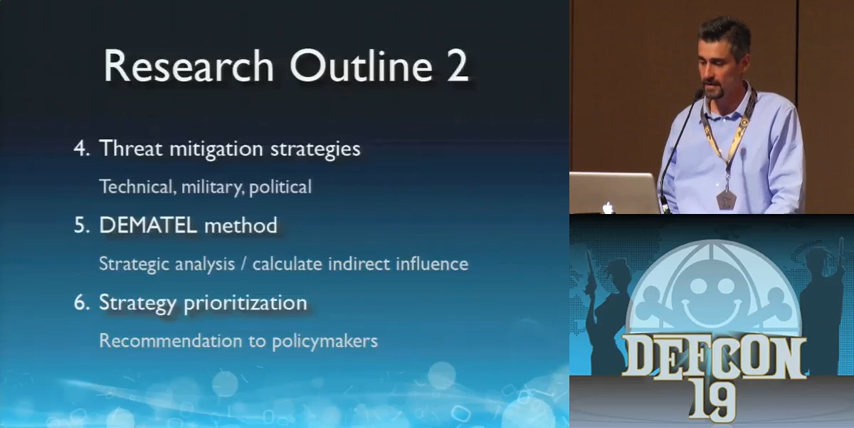 Research Outline 2
4. Threat mitigation strategies
Technical, military, political
5. DEMATEL method
Strategic analysis / calculate indirect influence
6. Strategy prioritization
Recommendation to policymakers
DEFCON
19